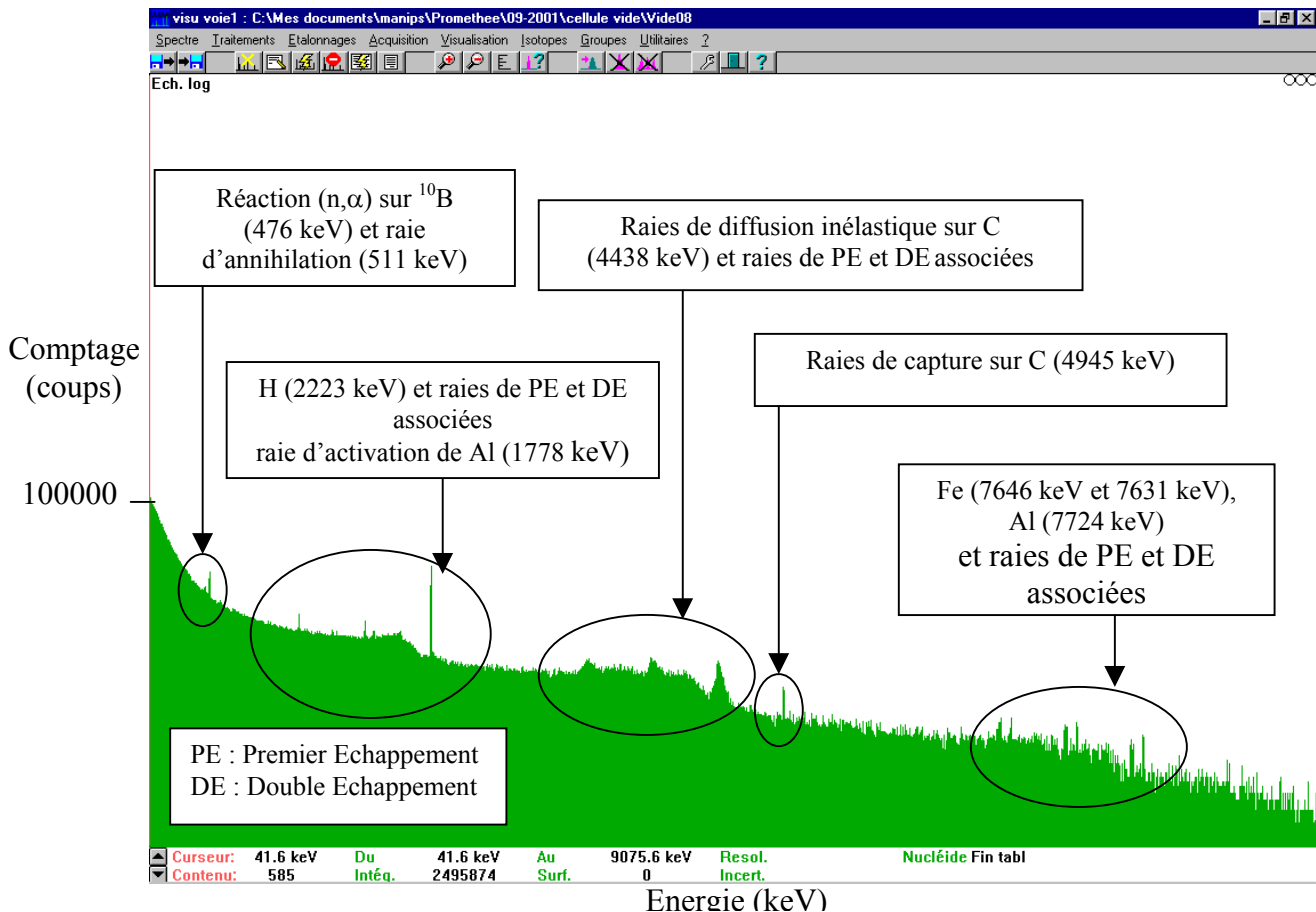 visu voie1 : C:\Mes documents\manips\Promethee\09-2001\cellule vide\Vide08
Spectre Traitements Etalonnages Acquisition Visualisation Isotopes Groupes Utilitaires ?
Ech. log
Réaction (n,α) sur ¹⁰B
(476 keV) et raie
d’annihilation (511 keV)
Raies de diffusion inélastique sur C
(4438 keV) et raies de PE et DE associées
Comptage
(coups)
H (2223 keV) et raies de PE et DE
associées
raie d’activation de Al (1778 keV)
Raies de capture sur C (4945 keV)
100000
Fe (7646 keV et 7631 keV),
Al (7724 keV)
et raies de PE et DE
associées
PE : Premier Echappement
DE : Double Echappement
Curseur: 41.6 keV Du 41.6 keV Au 9075.6 keV Resol. Nucléide Fin tabl
Contenu: 585 Intég. 2495874 Surf. 0 Incert.
Energie (keV)